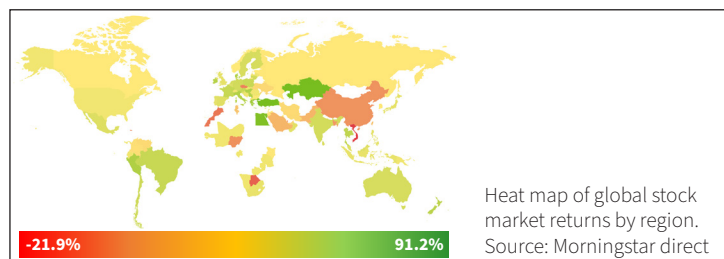 Heat map of global stock
market returns by region.
Source: Morningstar direct
-21.9% 91.2%